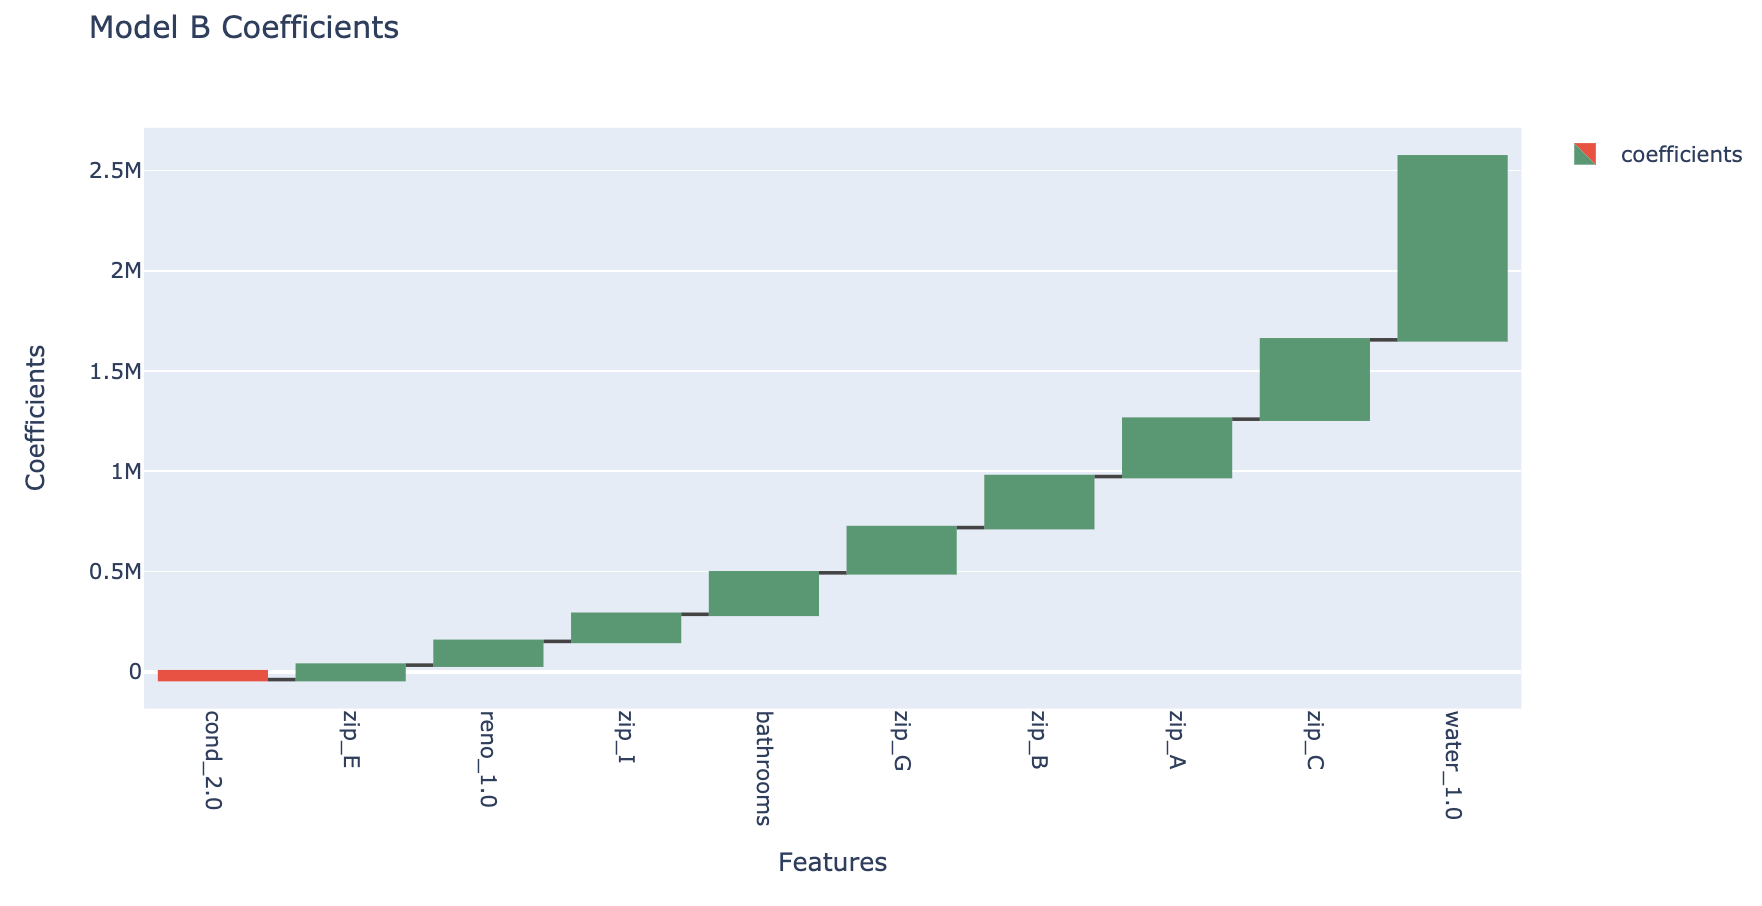 Model B Coefficients
coefficients
2.5M
2M
1.5M
1M
0.5M
0
Coefficients
cond_2.0
zip_E
reno_1.0
zip_I
bathrooms
zip_G
zip_B
zip_A
zip_C
water_1.0
Features